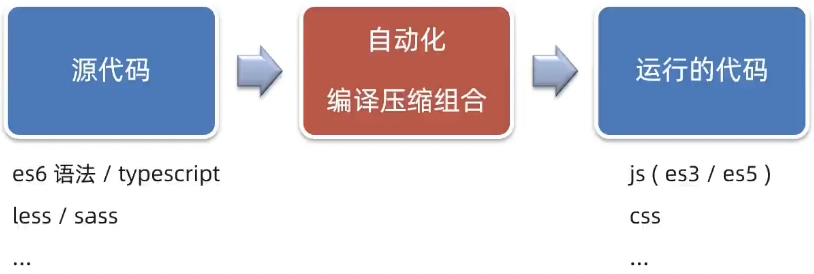 源代码
自动化
编译压缩组合
运行的代码
es6 语法 / typescript
less / sass
...
js ( es3 / es5 )
css
...